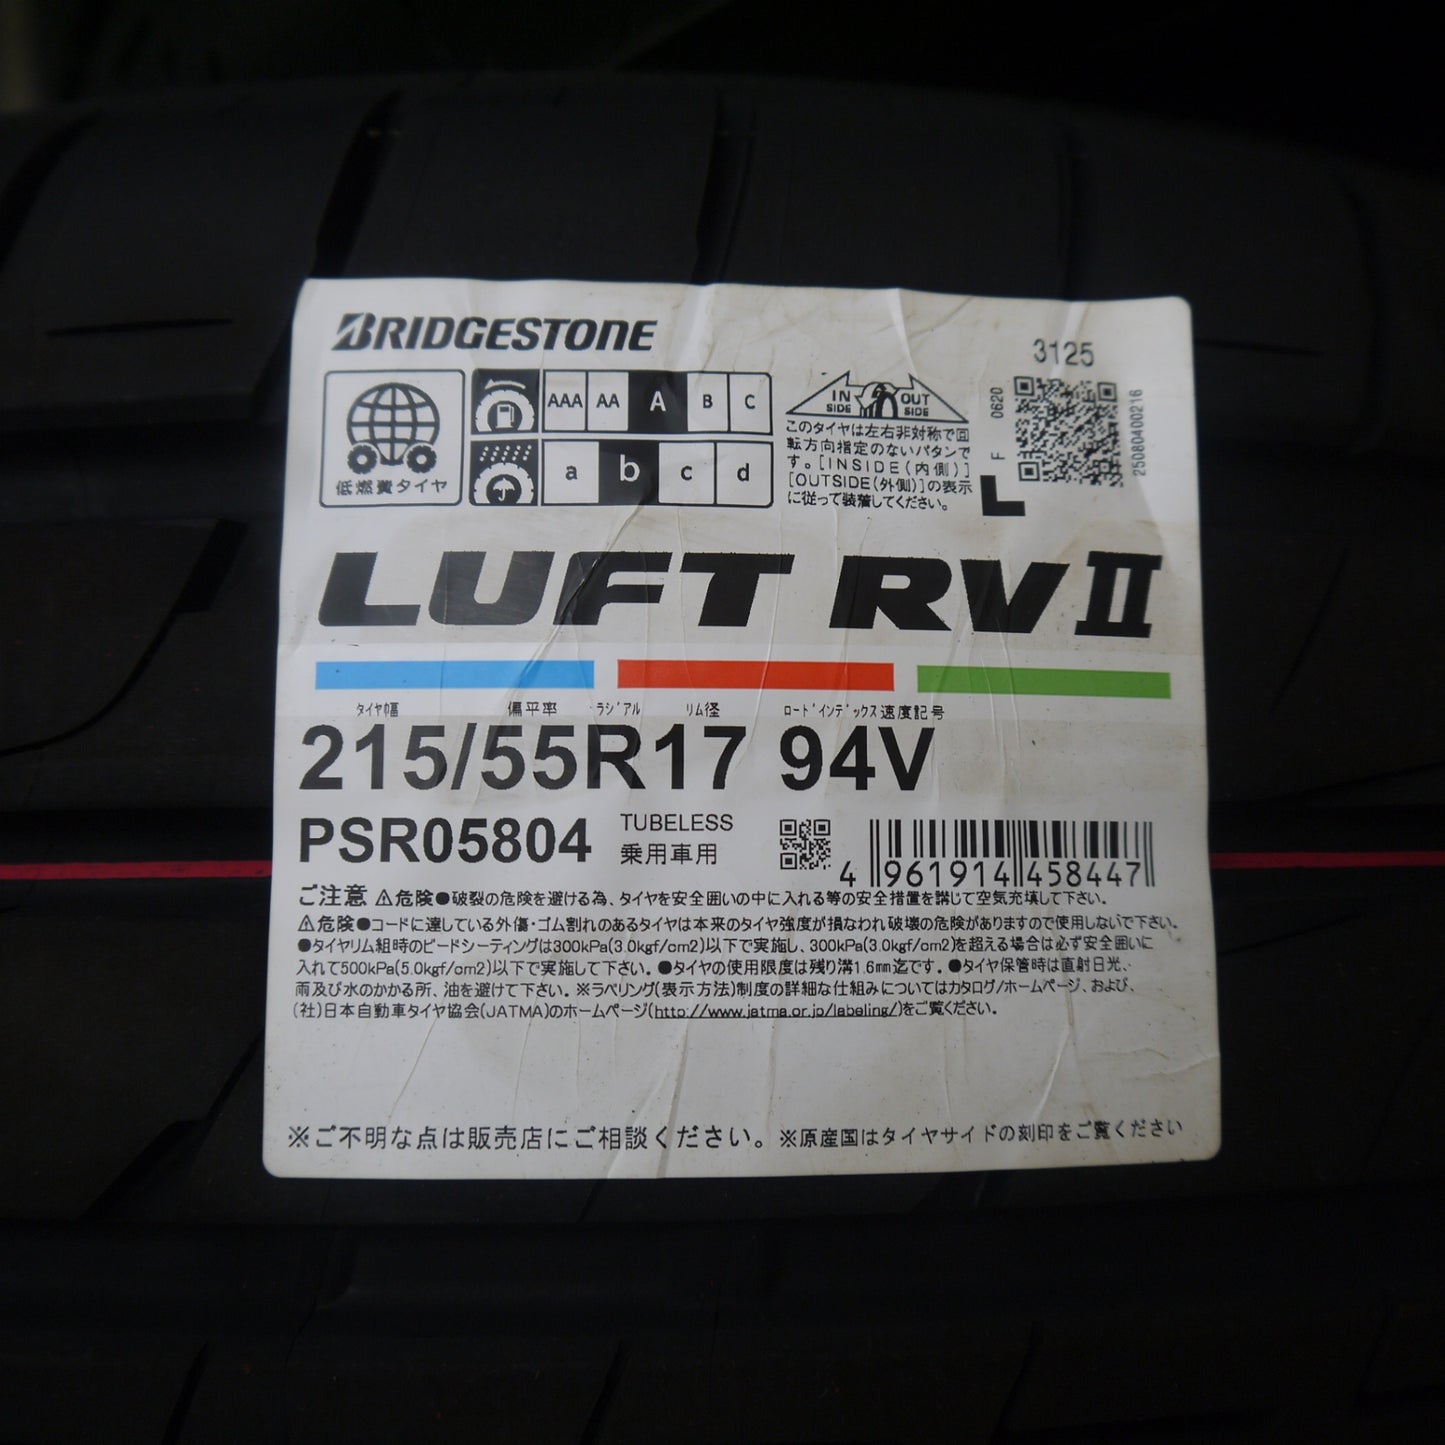 BRIDGESTONE
3125
低燃費タイヤ
AAA AA A B C
a b c d
IN SIDE OUT SIDE
このタイヤは左右非対称で回
転方向指定のないパタンで
す。[INSIDE(内側)]
[OUTSIDE(外側)]の表示
に従って装着してください。
F 0620
L
2508040021６
LUFT RVⅡ
タイヤ幅 偏平率 ラジアル リム径 ロードインデックス 速度記号
215/55R17 94V
PSR05804
TUBELESS
乗用車用
4 961914 458447
ご注意 ⚠危険●破裂の危険を避ける為、タイヤを安全囲いの中に入れる等の安全措置を講じて空気充填して下さい。
⚠危険●コードに達している外傷・ゴム割れのあるタイヤは本来のタイヤ強度が損なわれ破壊の危険がありますので使用しないで下さい。
●タイヤリム組時のビードシーティングは300kPa(3.0kgf/cm2)以下で実施し、300kPa(3.0kgf/cm2)を超える場合は必ず安全囲いに
入れて500kPa(5.0kgf/cm2)以下で実施して下さい。●タイヤの使用限度は残り溝1.6mm迄です。●タイヤ保管時は直射日光、
雨及び水のかかる所、油を避けて下さい。※ラベリング(表示方法)制度の詳細な仕組みについてはカタログ/ホームページ、および、
(社)日本自動車タイヤ協会(JATMA)のホームページ(http://www.jatma.or.jp/labeling/)をご覧ください。
※ご不明な点は販売店にご相談ください。※原産国はタイヤサイドの刻印をご覧ください